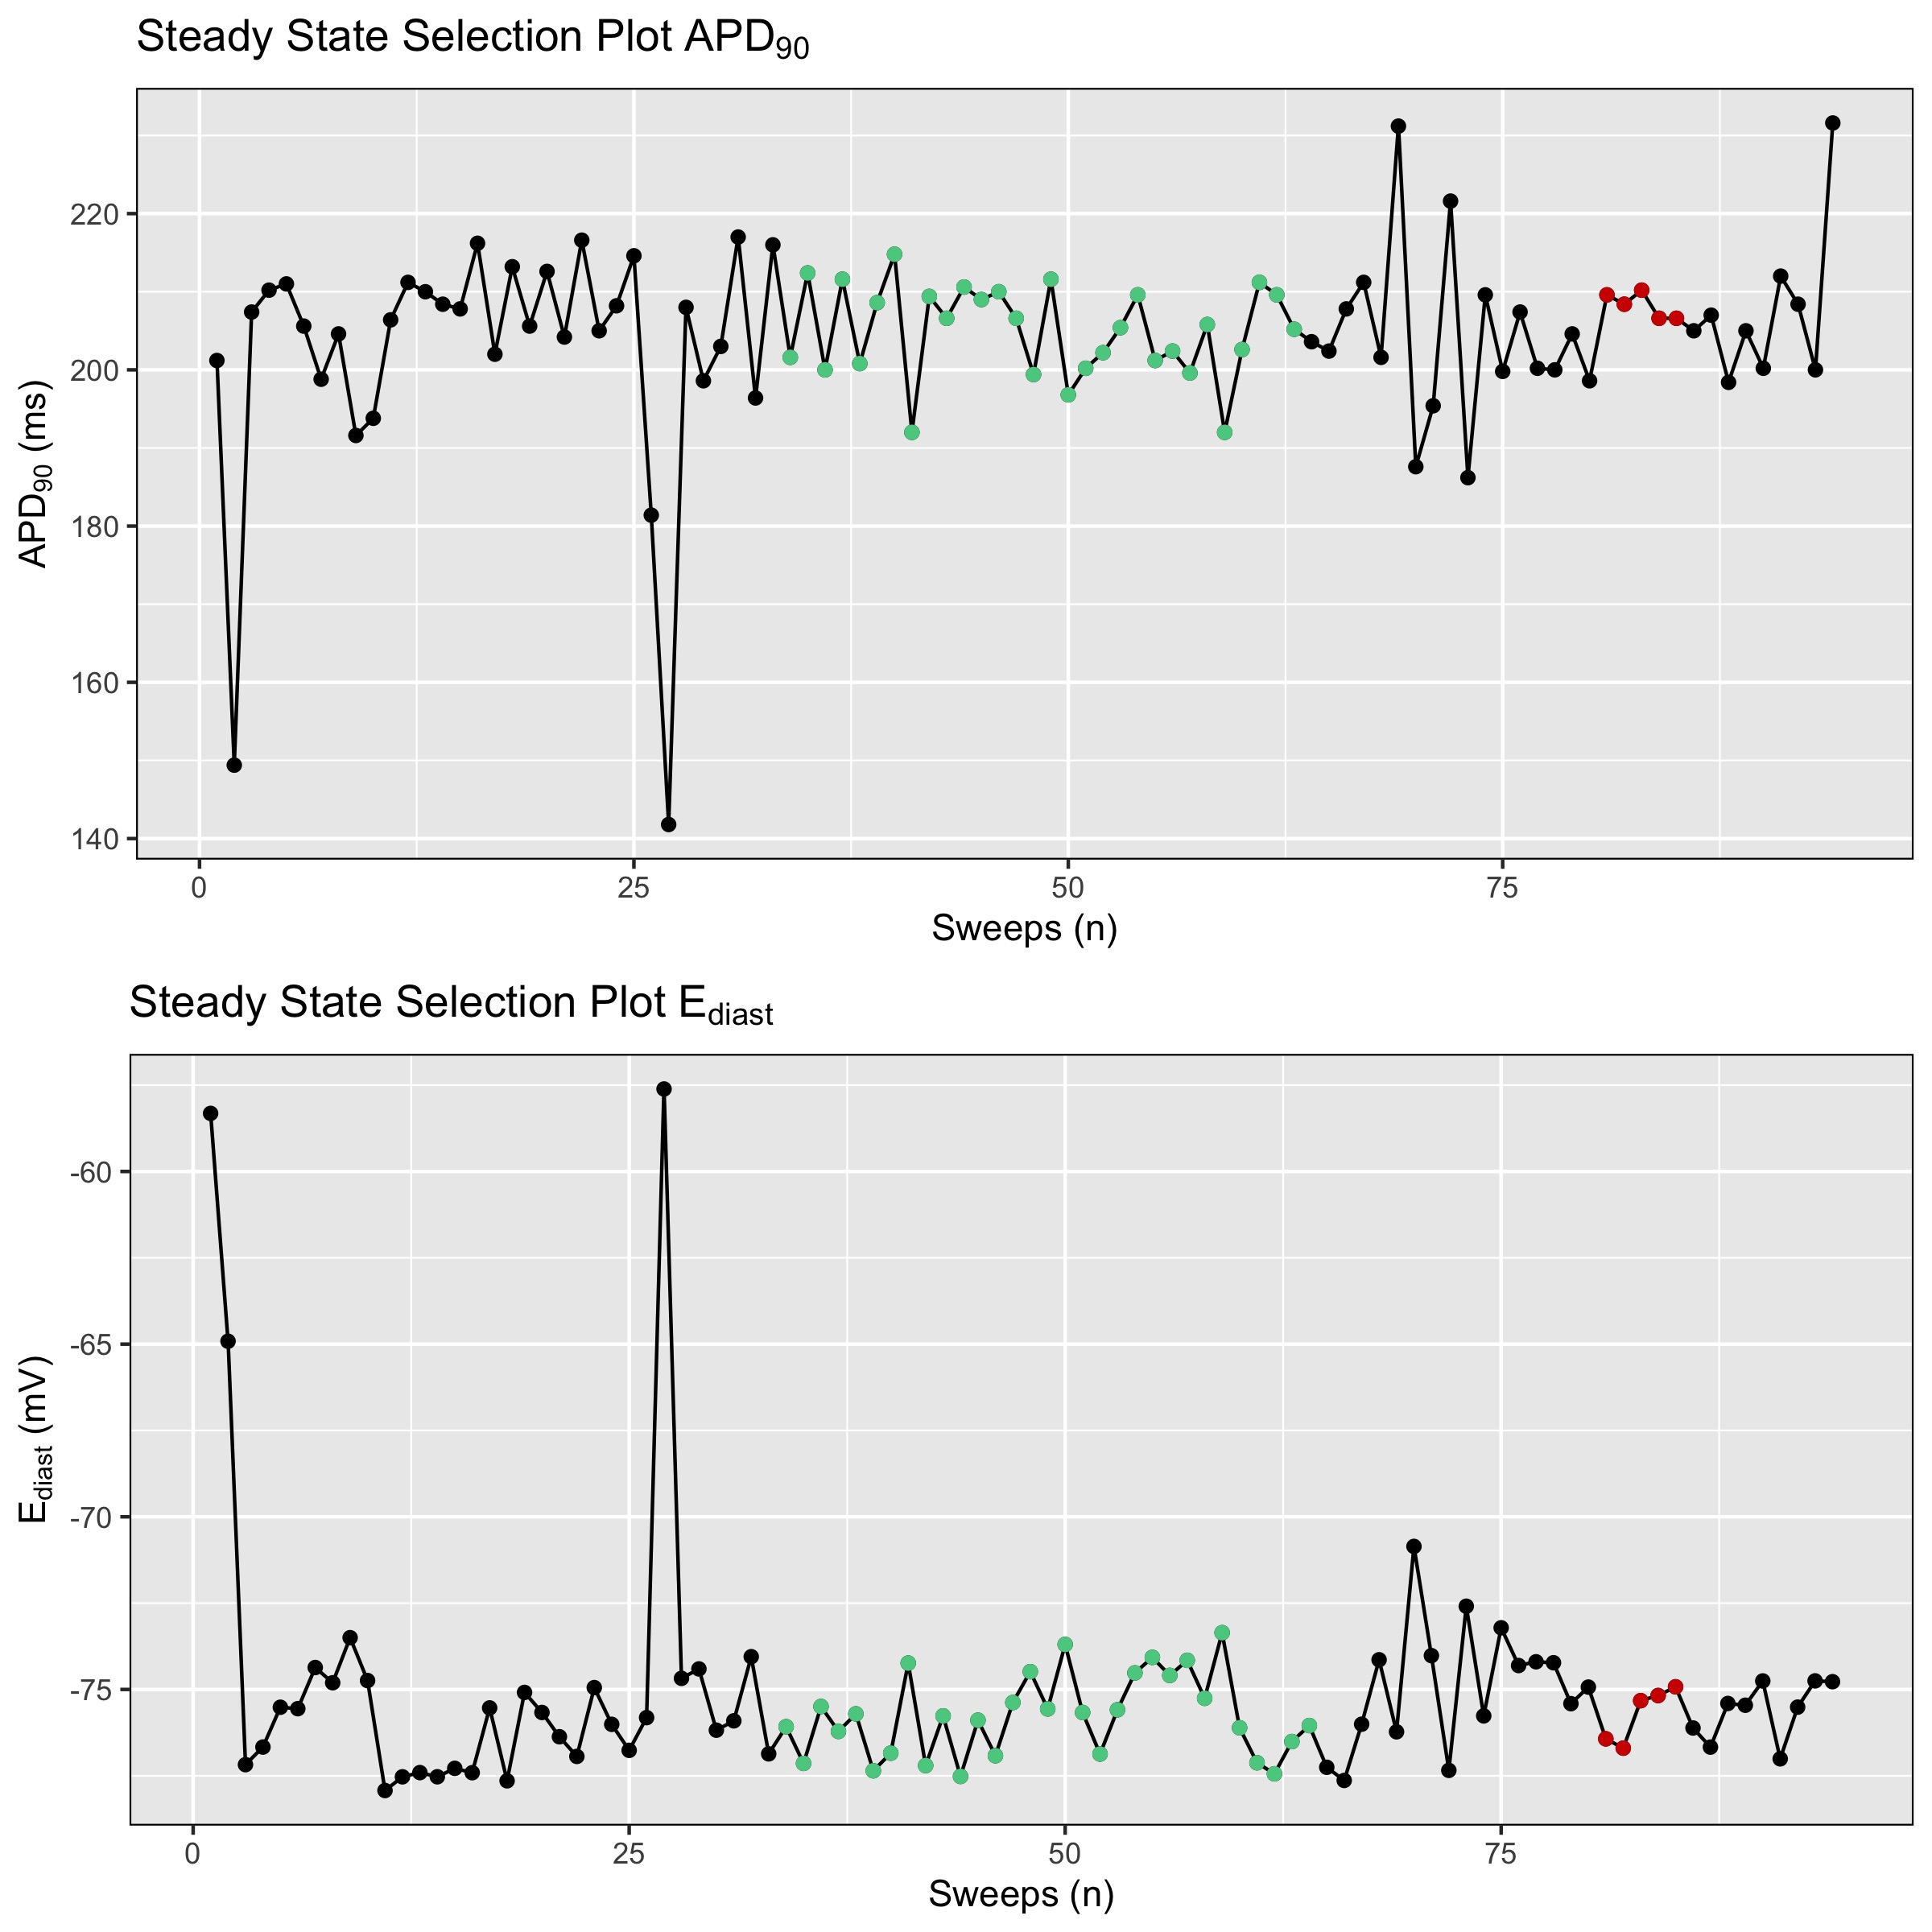 Steady State Selection Plot APD90
220
200
180
160
140
APD90 (ms)
0 25 50 75
Sweeps (n)
Steady State Selection Plot Ediast
-60
-65
-70
-75
Ediast (mV)
0 25 50 75
Sweeps (n)